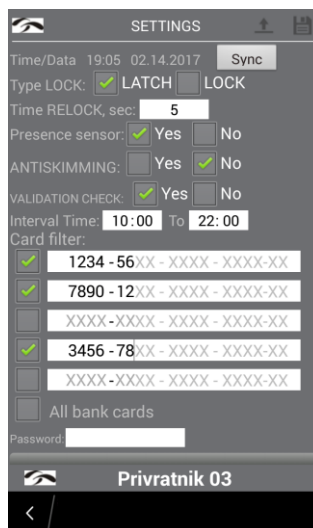 SETTINGS
Time/Data 19:05 02.14.2017 Sync
Type LOCK: LATCH LOCK
Time RELOCK, sec: 5
Presence sensor: Yes No
ANTISKIMMING: Yes No
VALIDATION CHECK: Yes No
Interval Time: 10:00 To 22:00
Card filter:
1234 - 56XX - XXXX - XXXX-XX
7890 - 12XX - XXXX - XXXX-XX
XXXX-XXXX - XXXX - XXXX-XX
3456 - 78XX - XXXX - XXXX-XX
XXXX-XXXX - XXXX - XXXX-XX
All bank cards
Password:
Privratnik 03